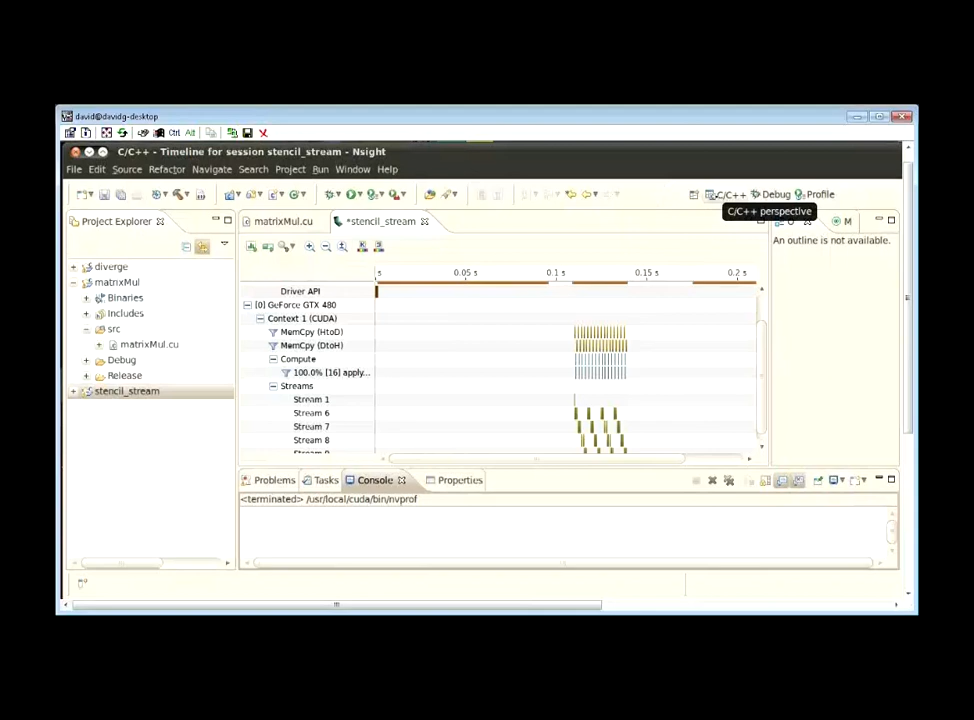 david@davidg-desktop
Ctrl Alt
C/C++ - Timeline for session stencil_stream - Nsight
File Edit Source Refactor Navigate Search Project Run Window Help
C/C++ Debug Profile
C/C++ perspective
Project Explorer
matrixMul.cu *stencil_stream
O M
An outline is not available.
diverge
matrixMul
Binaries
Includes
src
matrixMul.cu
Debug
Release
stencil_stream
s 0.05 s 0.1 s 0.15 s 0.2 s
Driver API
[0] GeForce GTX 480
Context 1 (CUDA)
MemCpy (HtoD)
MemCpy (DtoH)
Compute
100.0% [16] apply...
Streams
Stream 1
Stream 6
Stream 7
Stream 8
Problems Tasks Console Properties
<terminated> /usr/local/cuda/bin/nvprof